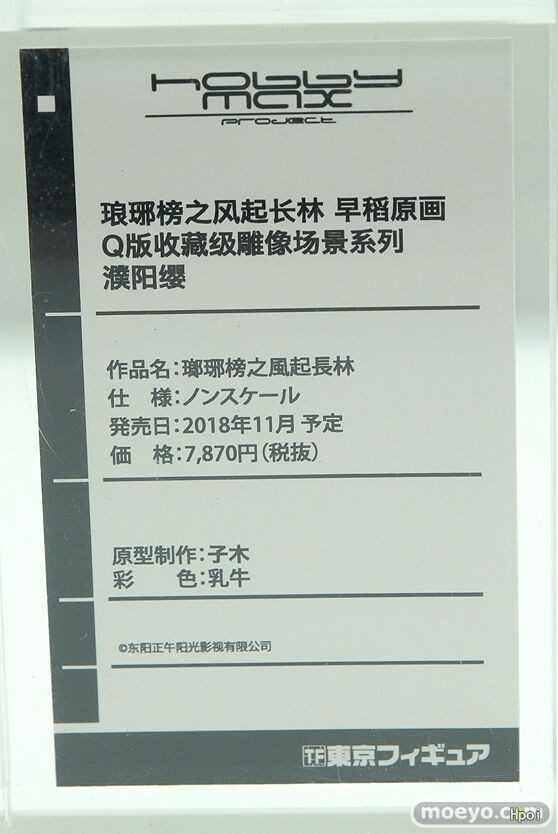 hobby
max
project
琅琊榜之风起长林 早稻原画
Q版收藏级雕像场景系列
濮阳缨
作品名：瑯琊榜之風起長林
仕　様：ノンスケール
発売日：2018年11月 予定
価　格：7,870円（税抜）
原型制作：子木
彩　　色：乳牛
©东阳正午阳光影视有限公司
TF 東京フィギュア
moeyo.com
Hpoi